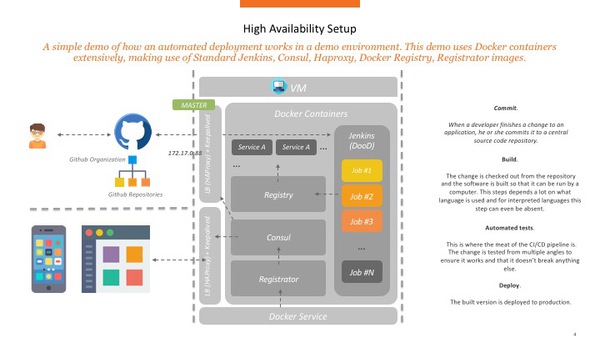 High Availability Setup
A simple demo of how an automated deployment works in a demo environment. This demo uses Docker containers
extensively, making use of Standard Jenkins, Consul, Haproxy, Docker Registry, Registrator images.
VM
MASTER
Docker Containers
LB (HAProxy) + Keepalived
172.17.0.88
Github Organization
Github Repositories
Service A
Service A
...
...
Jenkins
(DooD)
Job #1
Job #2
Job #3
...
Job #N
Registry
Consul
Registrator
LB (HAProxy) + Keepalived
Docker Service
Commit.
When a developer finishes a change to an
application, he or she commits it to a central
source code repository.
Build.
The change is checked out from the repository
and the software is built so that it can be run by a
computer. This steps depends a lot on what
language is used and for interpreted languages this
step can even be absent.
Automated tests.
This is where the meat of the CI/CD pipeline is.
The change is tested from multiple angles to
ensure it works and that it doesn't break anything
else.
Deploy.
The built version is deployed to production.
4